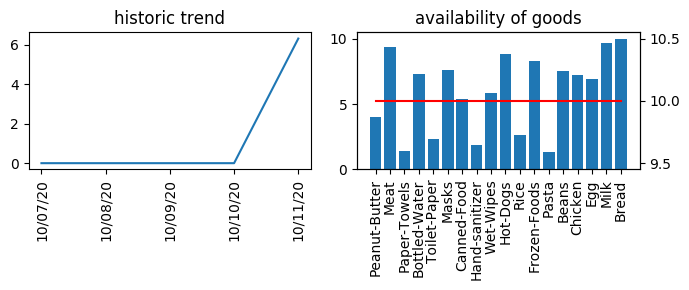 historic trend
6
4
2
0
10/07/20
10/08/20
10/09/20
10/10/20
10/11/20
availability of goods
10
5
0
10.5
10.0
9.5
Peanut-Butter
Meat
Paper-Towels
Bottled-Water
Toilet-Paper
Masks
Canned-Food
Hand-sanitizer
Wet-Wipes
Hot-Dogs
Rice
Frozen-Foods
Pasta
Beans
Chicken
Egg
Milk
Bread